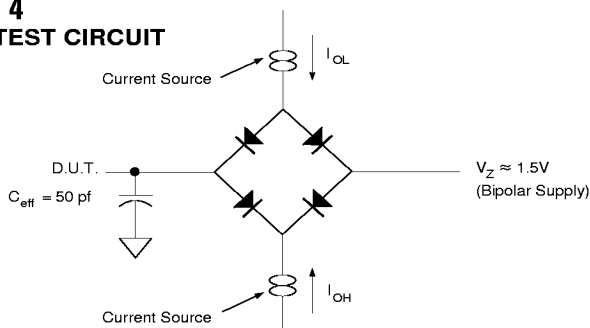 4
TEST CIRCUIT
Current Source
I OL
D.U.T.
C eff = 50 pf
V Z ≈ 1.5V
(Bipolar Supply)
Current Source
I OH